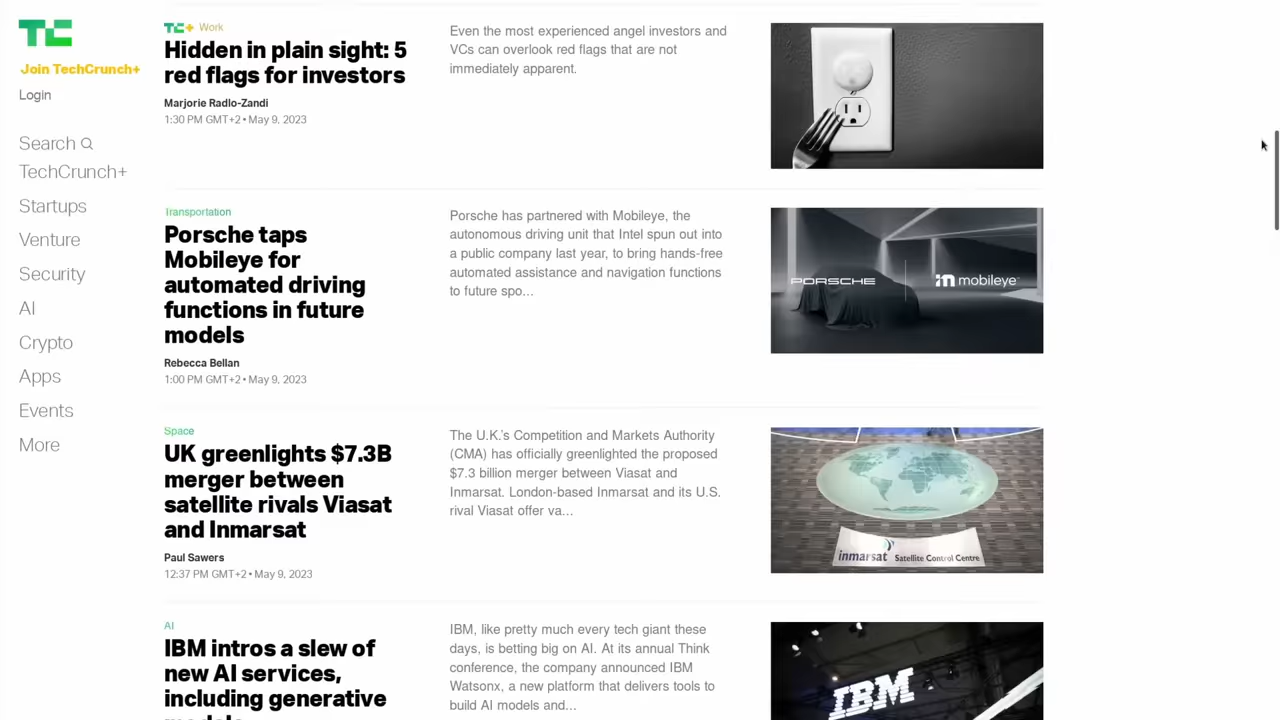 TC
Join TechCrunch+
Login
Search
TechCrunch+
Startups
Venture
Security
AI
Crypto
Apps
Events
More
TC+ Work
Hidden in plain sight: 5
red flags for investors
Marjorie Radlo-Zandi
1:30 PM GMT+2 • May 9, 2023
Even the most experienced angel investors and
VCs can overlook red flags that are not
immediately apparent.
Transportation
Porsche taps
Mobileye for
automated driving
functions in future
models
Rebecca Bellan
1:00 PM GMT+2 • May 9, 2023
Porsche has partnered with Mobileye, the
autonomous driving unit that Intel spun out into
a public company last year, to bring hands-free
automated assistance and navigation functions
to future spo...
PORSCHE
mobileye
Space
UK greenlights $7.3B
merger between
satellite rivals Viasat
and Inmarsat
Paul Sawers
12:37 PM GMT+2 • May 9, 2023
The U.K.'s Competition and Markets Authority
(CMA) has officially greenlighted the proposed
$7.3 billion merger between Viasat and
Inmarsat. London-based Inmarsat and its U.S.
rival Viasat offer va...
inmarsat Satellite Control Centre
AI
IBM intros a slew of
new AI services,
including generative
models
IBM, like pretty much every tech giant these
days, is betting big on AI. At its annual Think
conference, the company announced IBM
Watsonx, a new platform that delivers tools to
build AI models and...
IBM